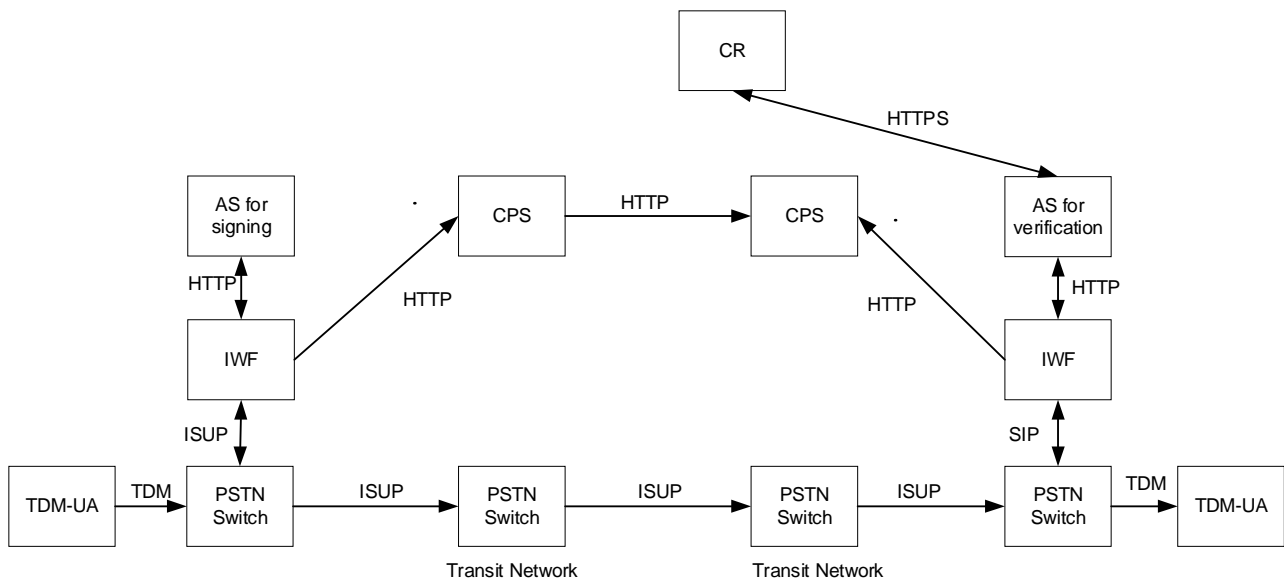 CR
HTTPS
AS for
signing
CPS
HTTP
CPS
AS for
verification
HTTP
HTTP
HTTP
HTTP
IWF
IWF
ISUP
SIP
TDM-UA
TDM
PSTN
Switch
ISUP
PSTN
Switch
ISUP
PSTN
Switch
ISUP
PSTN
Switch
TDM
TDM-UA
Transit Network
Transit Network